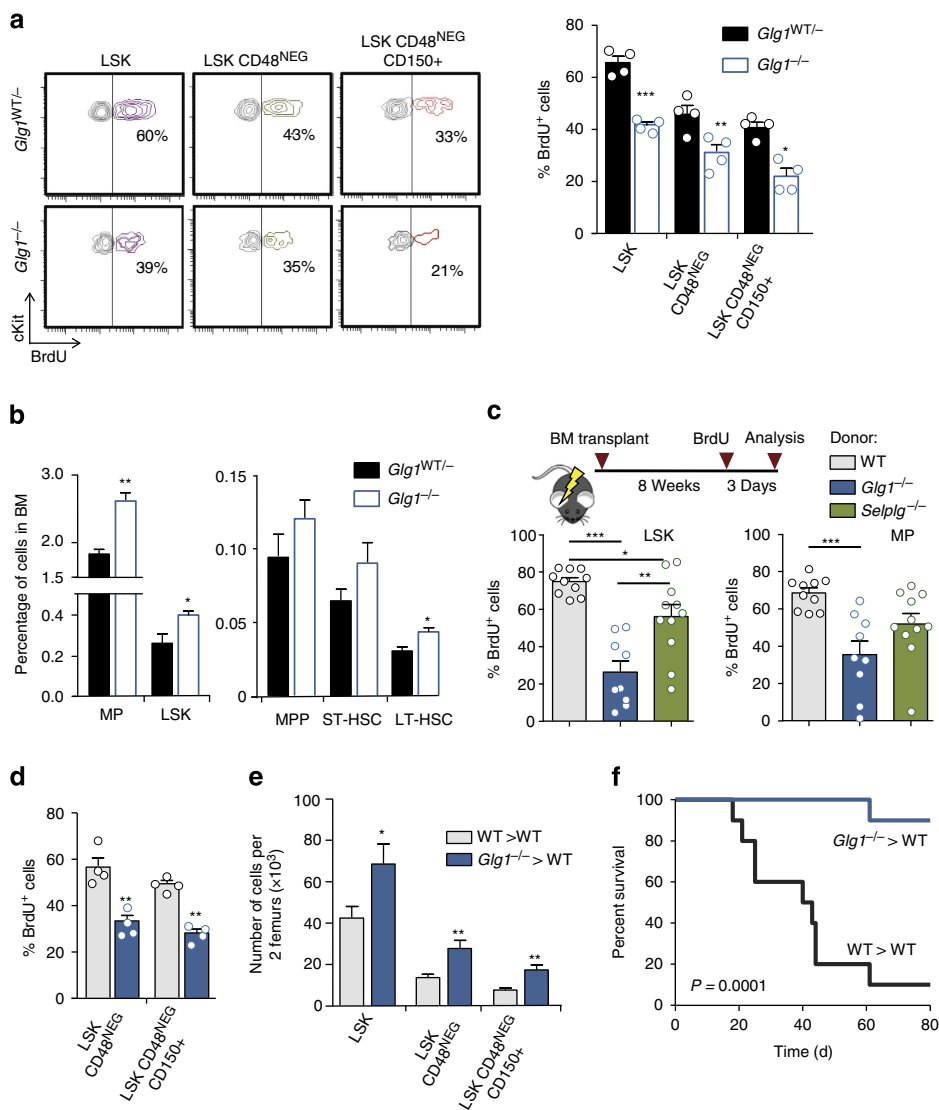 a
LSK
LSK CD48NEG
LSK CD48NEG
CD150+
Glg1WT/–
60%
43%
33%
Glg1–/–
39%
35%
21%
cKit
BrdU
80
60
40
20
0
% BrdU+ cells
Glg1WT/–
Glg1–/–
***
**
*
LSK
LSK
CD48NEG
LSK CD48NEG
CD150+
b
Percentage of cells in BM
3.0
2.0
1.5
0.4
0.2
0.0
**
*
MP
LSK
0.15
0.10
0.05
0
Glg1WT/–
Glg1–/–
*
MPP
ST-HSC
LT-HSC
c
BM transplant
BrdU
Analysis
8 Weeks
3 Days
Donor:
WT
Glg1–/–
Selplg–/–
% BrdU+ cells
100
80
60
40
20
0
***
*
**
LSK
% BrdU+ cells
100
80
60
40
20
0
***
MP
d
% BrdU+ cells
80
60
40
20
0
**
**
LSK
CD48NEG
LSK CD48NEG
CD150+
e
Number of cells per
2 femurs (×103)
100
80
60
40
20
0
*
**
**
WT >WT
Glg1–/– > WT
LSK
LSK
CD48NEG
LSK CD48NEG
CD150+
f
Percent survival
100
80
60
40
20
0
Glg1–/– > WT
WT > WT
P = 0.0001
0
20
40
60
80
Time (d)